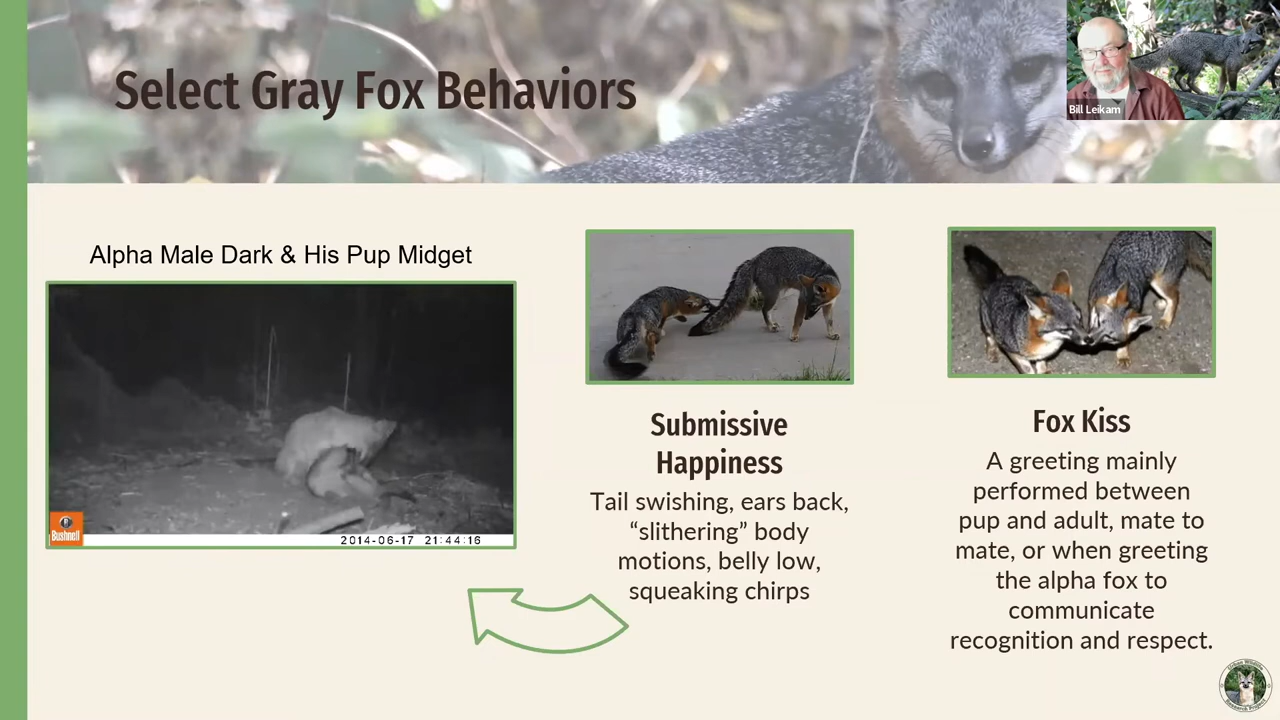 Select Gray Fox Behaviors
Bill Leikam
Alpha Male Dark & His Pup Midget
Bushnell
2014-06-17 21:44:16
Submissive
Happiness
Tail swishing, ears back,
“slithering” body
motions, belly low,
squeaking chirps
Fox Kiss
A greeting mainly
performed between
pup and adult, mate to
mate, or when greeting
the alpha fox to
communicate
recognition and respect.